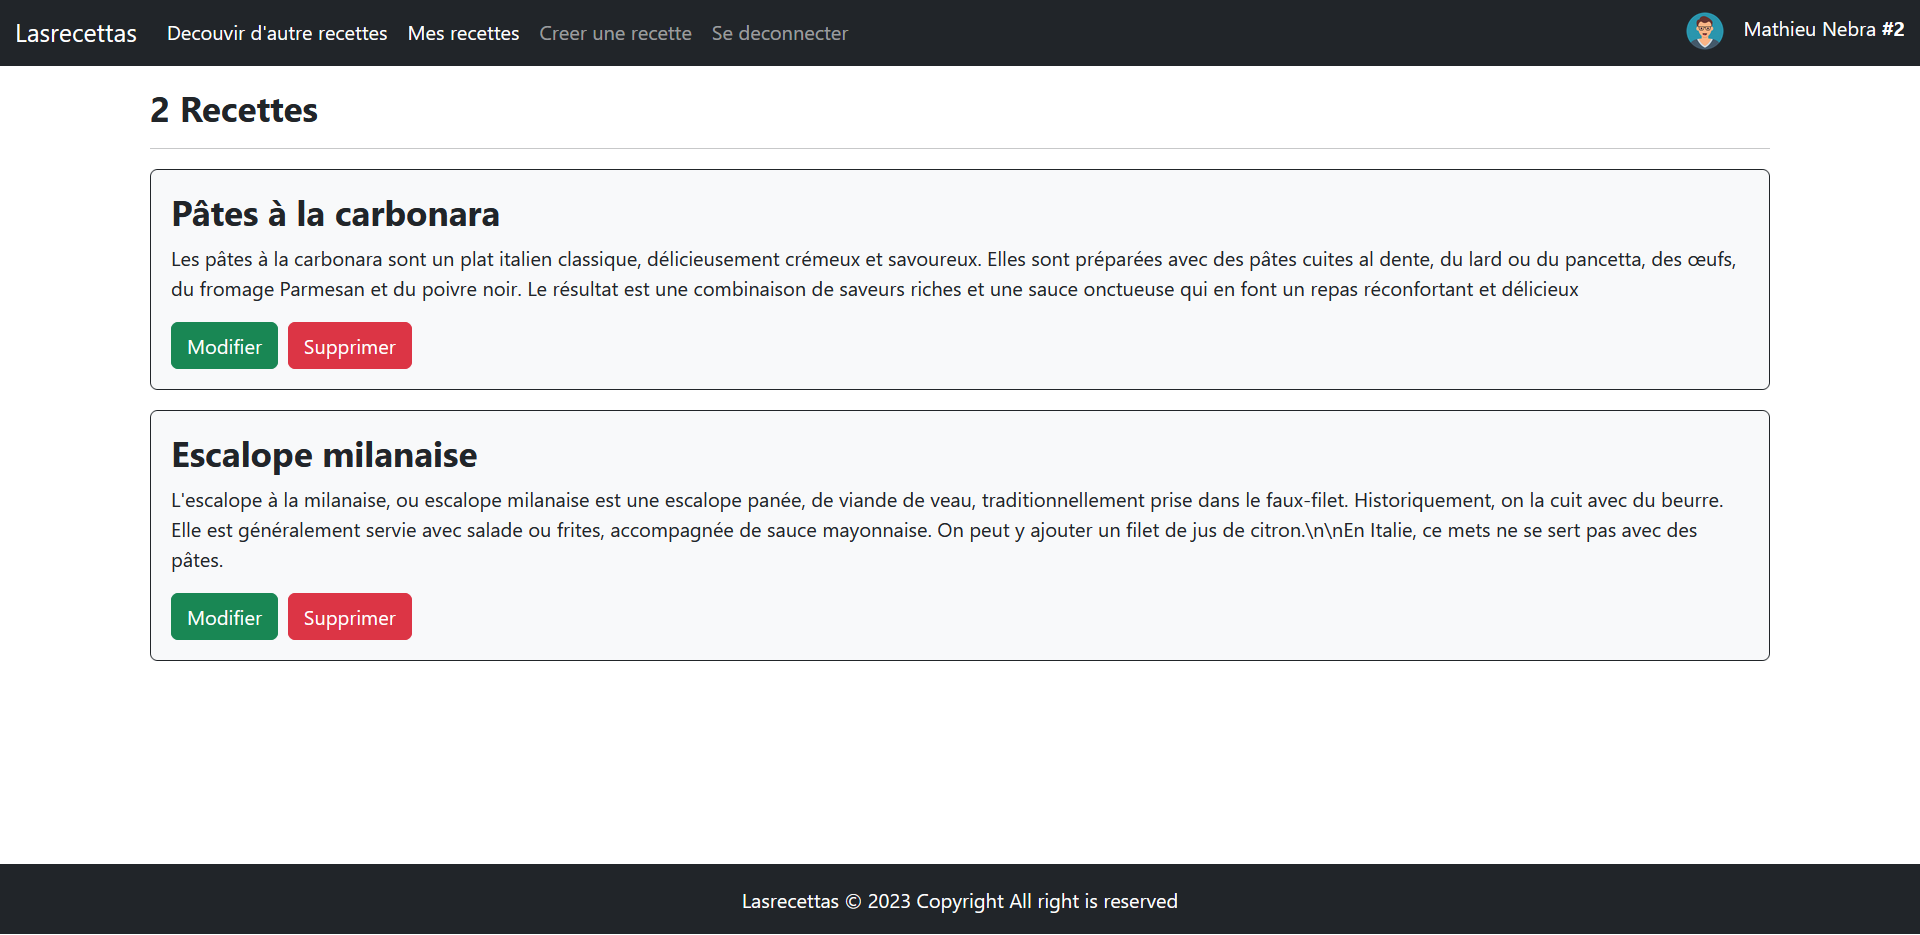 Lasrecettas Decouvir d'autre recettes Mes recettes Creer une recette Se deconnecter Mathieu Nebra #2
2 Recettes
Pâtes à la carbonara
Les pâtes à la carbonara sont un plat italien classique, délicieusement crémeux et savoureux. Elles sont préparées avec des pâtes cuites al dente, du lard ou du pancetta, des œufs,
du fromage Parmesan et du poivre noir. Le résultat est une combinaison de saveurs riches et une sauce onctueuse qui en font un repas réconfortant et délicieux
Modifier Supprimer
Escalope milanaise
L'escalope à la milanaise, ou escalope milanaise est une escalope panée, de viande de veau, traditionnellement prise dans le faux-filet. Historiquement, on la cuit avec du beurre.
Elle est généralement servie avec salade ou frites, accompagnée de sauce mayonnaise. On peut y ajouter un filet de jus de citron.\n\nEn Italie, ce mets ne se sert pas avec des
pâtes.
Modifier Supprimer
Lasrecettas © 2023 Copyright All right is reserved